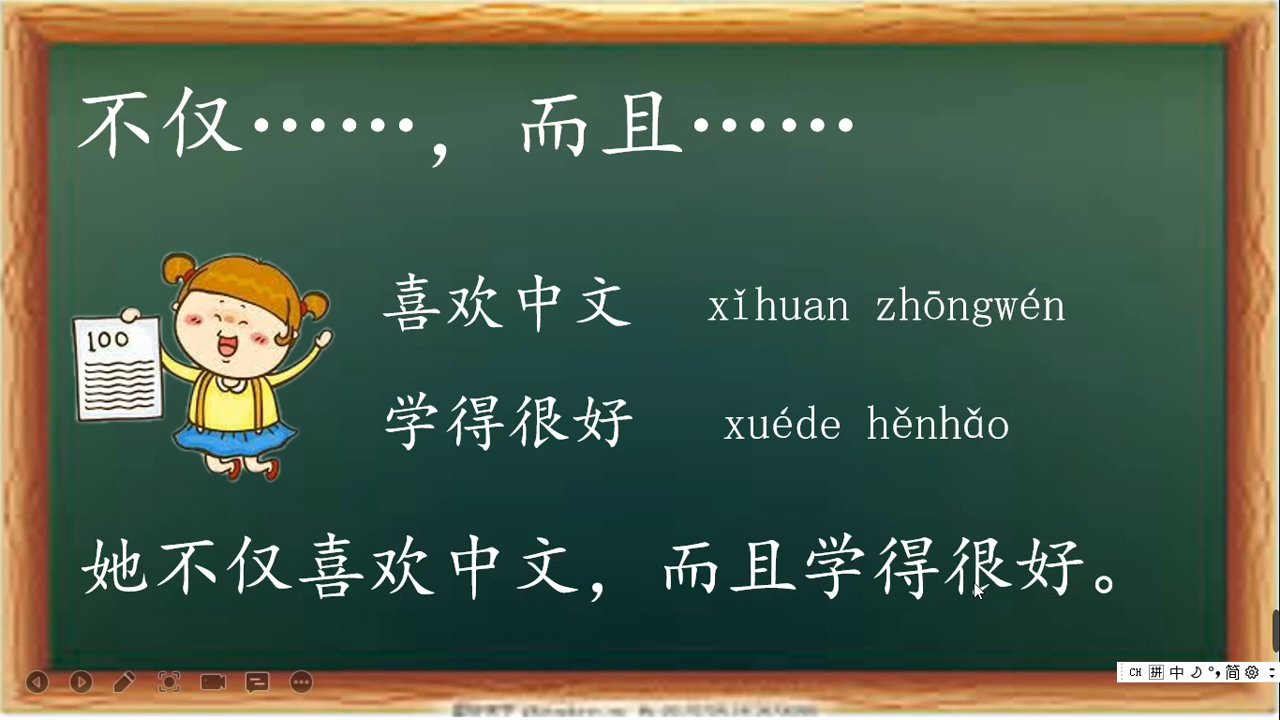 不仅……，而且……
喜欢中文 xǐhuan zhōngwén
100
学得很好 xuéde hěnhǎo
她不仅喜欢中文，而且学得很好。
CH 拼 中 简